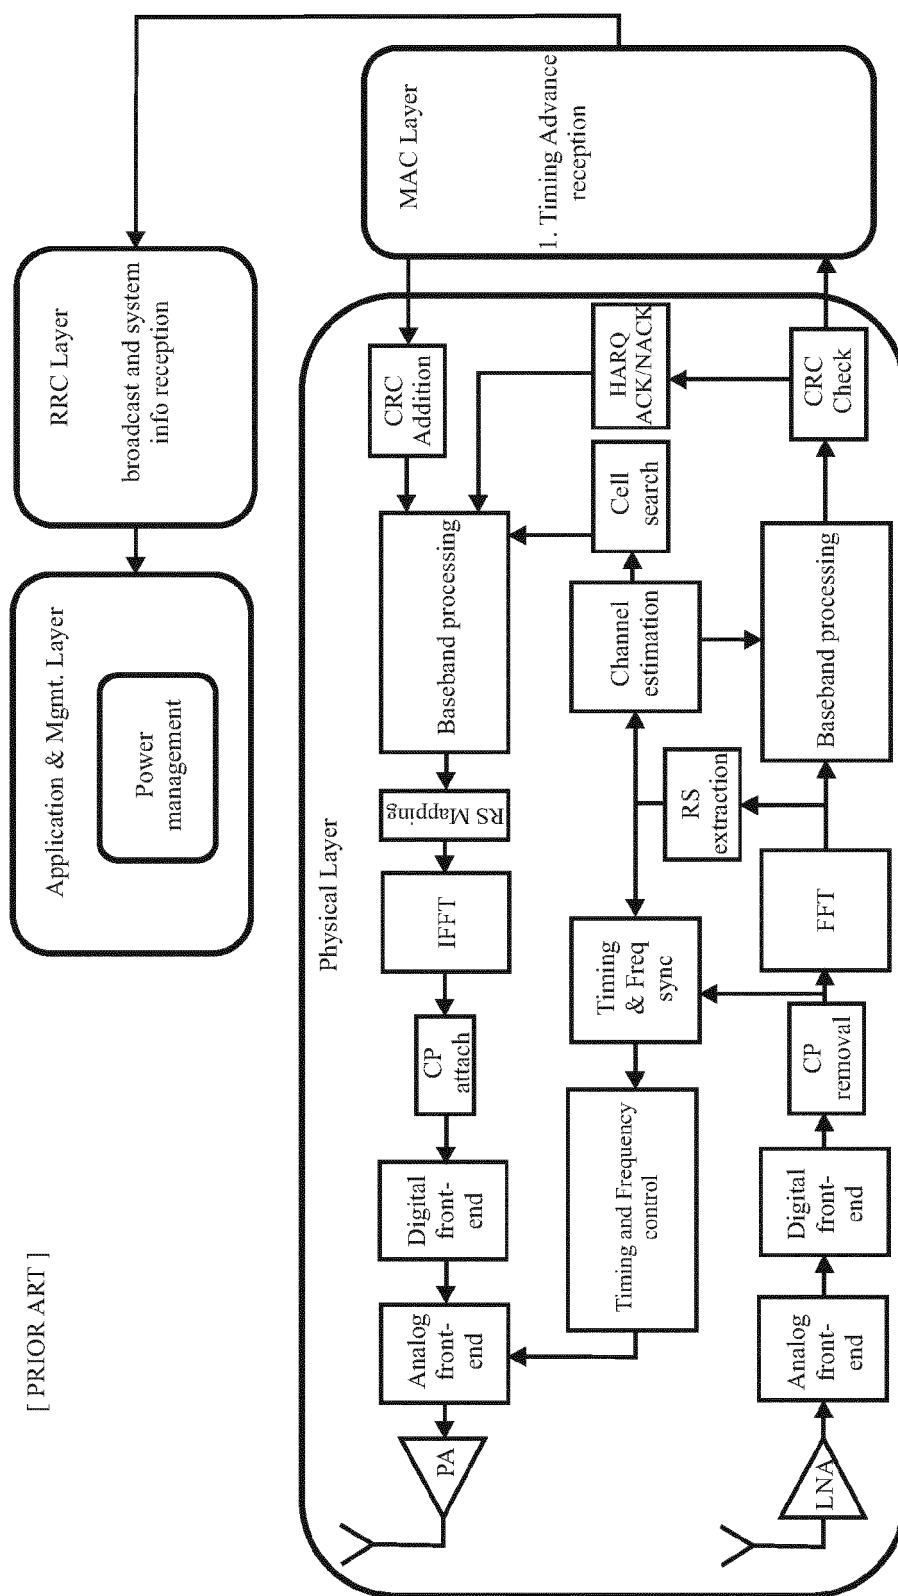 [ PRIOR ART ]
Application & Mgmt. Layer
Power
management
RRC Layer
broadcast and system
info reception
MAC Layer
1. Timing Advance
reception
Physical Layer
PA
Analog
front-
end
Digital
front-
end
CP
attach
IFFT
RS Mapping
Baseband processing
CRC
Addition
Timing and Frequency
control
Timing
& Freq
sync
Channel
estimation
Cell
search
HARQ
ACK/NACK
RS
extraction
LNA
Analog
front-
end
Digital
front-
end
CP
removal
FFT
Baseband processing
CRC
Check